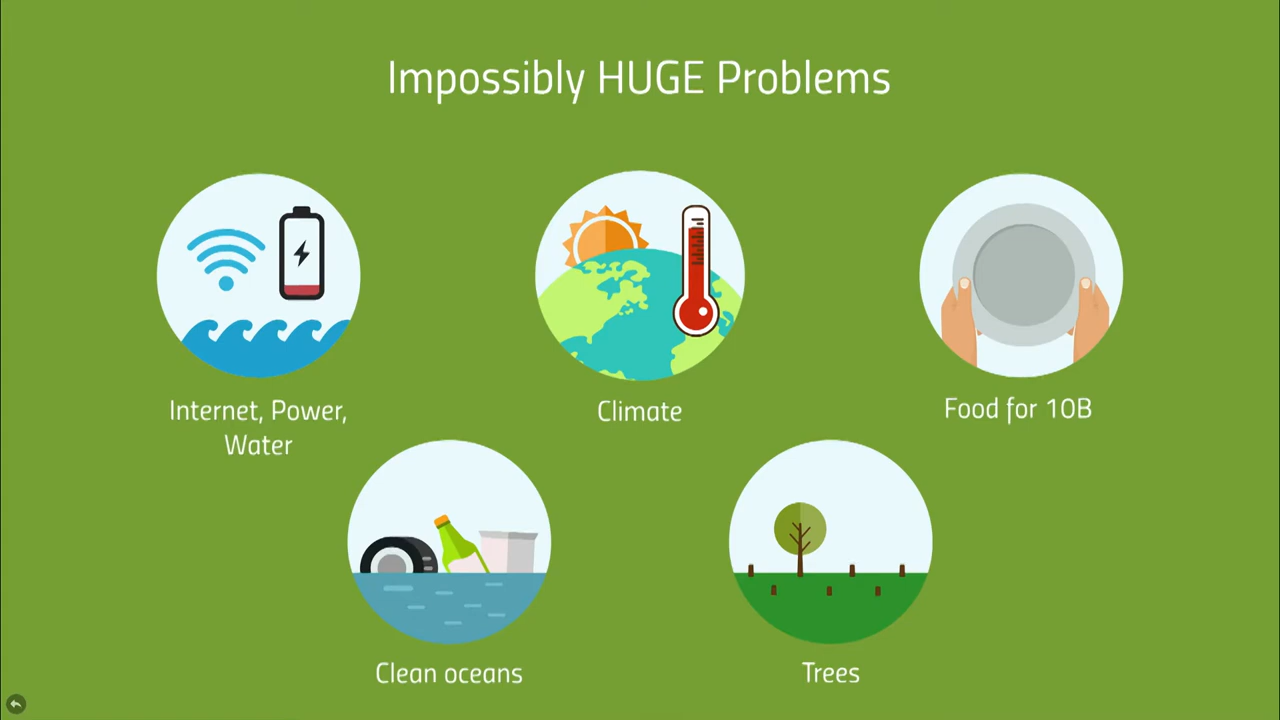 Impossibly HUGE Problems
Internet, Power,
Water
Climate
Food for 10B
Clean oceans
Trees